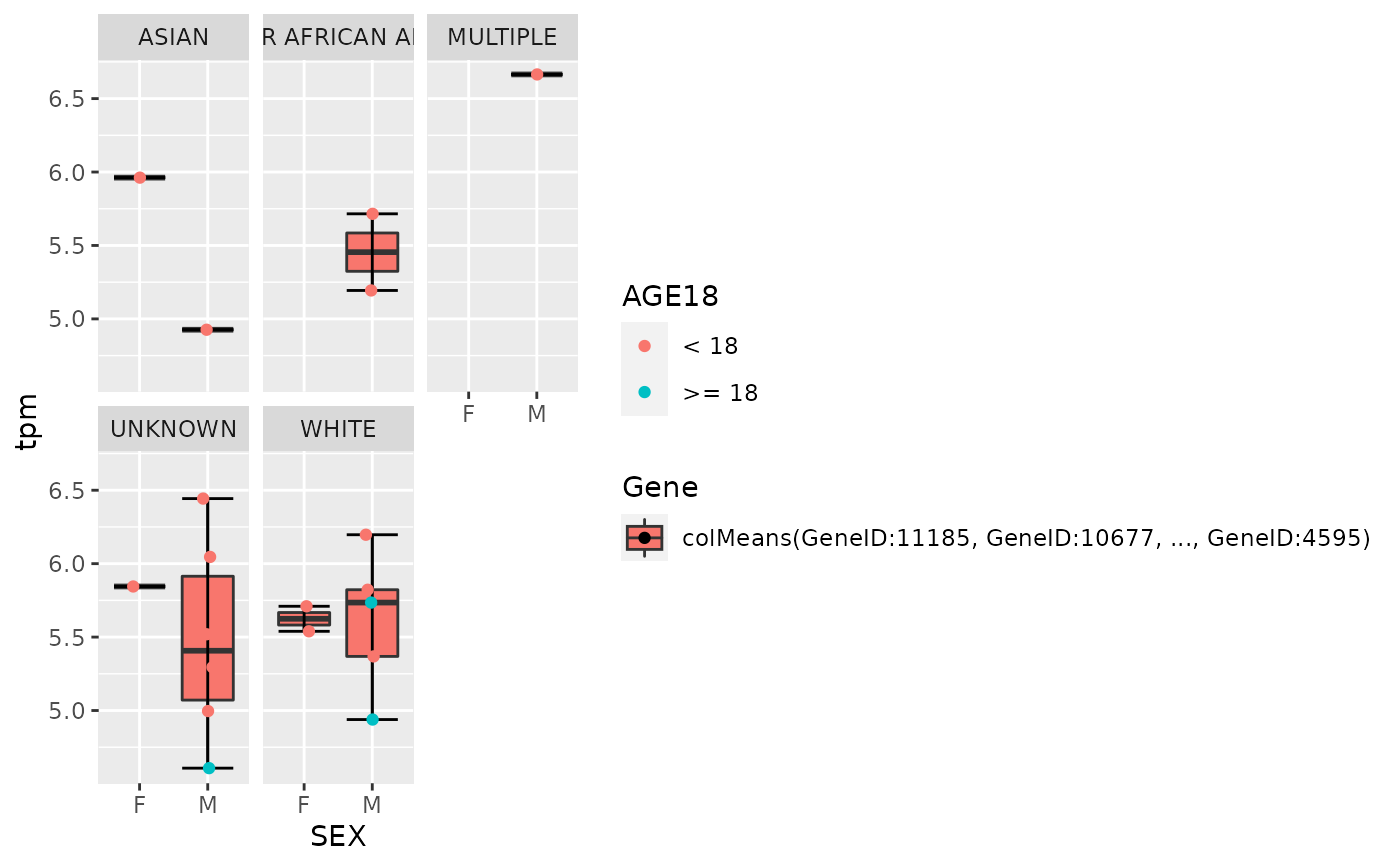 ASIAN
R AFRICAN A
MULTIPLE
6.5
6.0
5.5
5.0
F
M
UNKNOWN
WHITE
6.5
6.0
5.5
5.0
F
M
F
M
SEX
tpm
AGE18
< 18
>= 18
Gene
colMeans(GeneID:11185, GeneID:10677, ..., GeneID:4595)